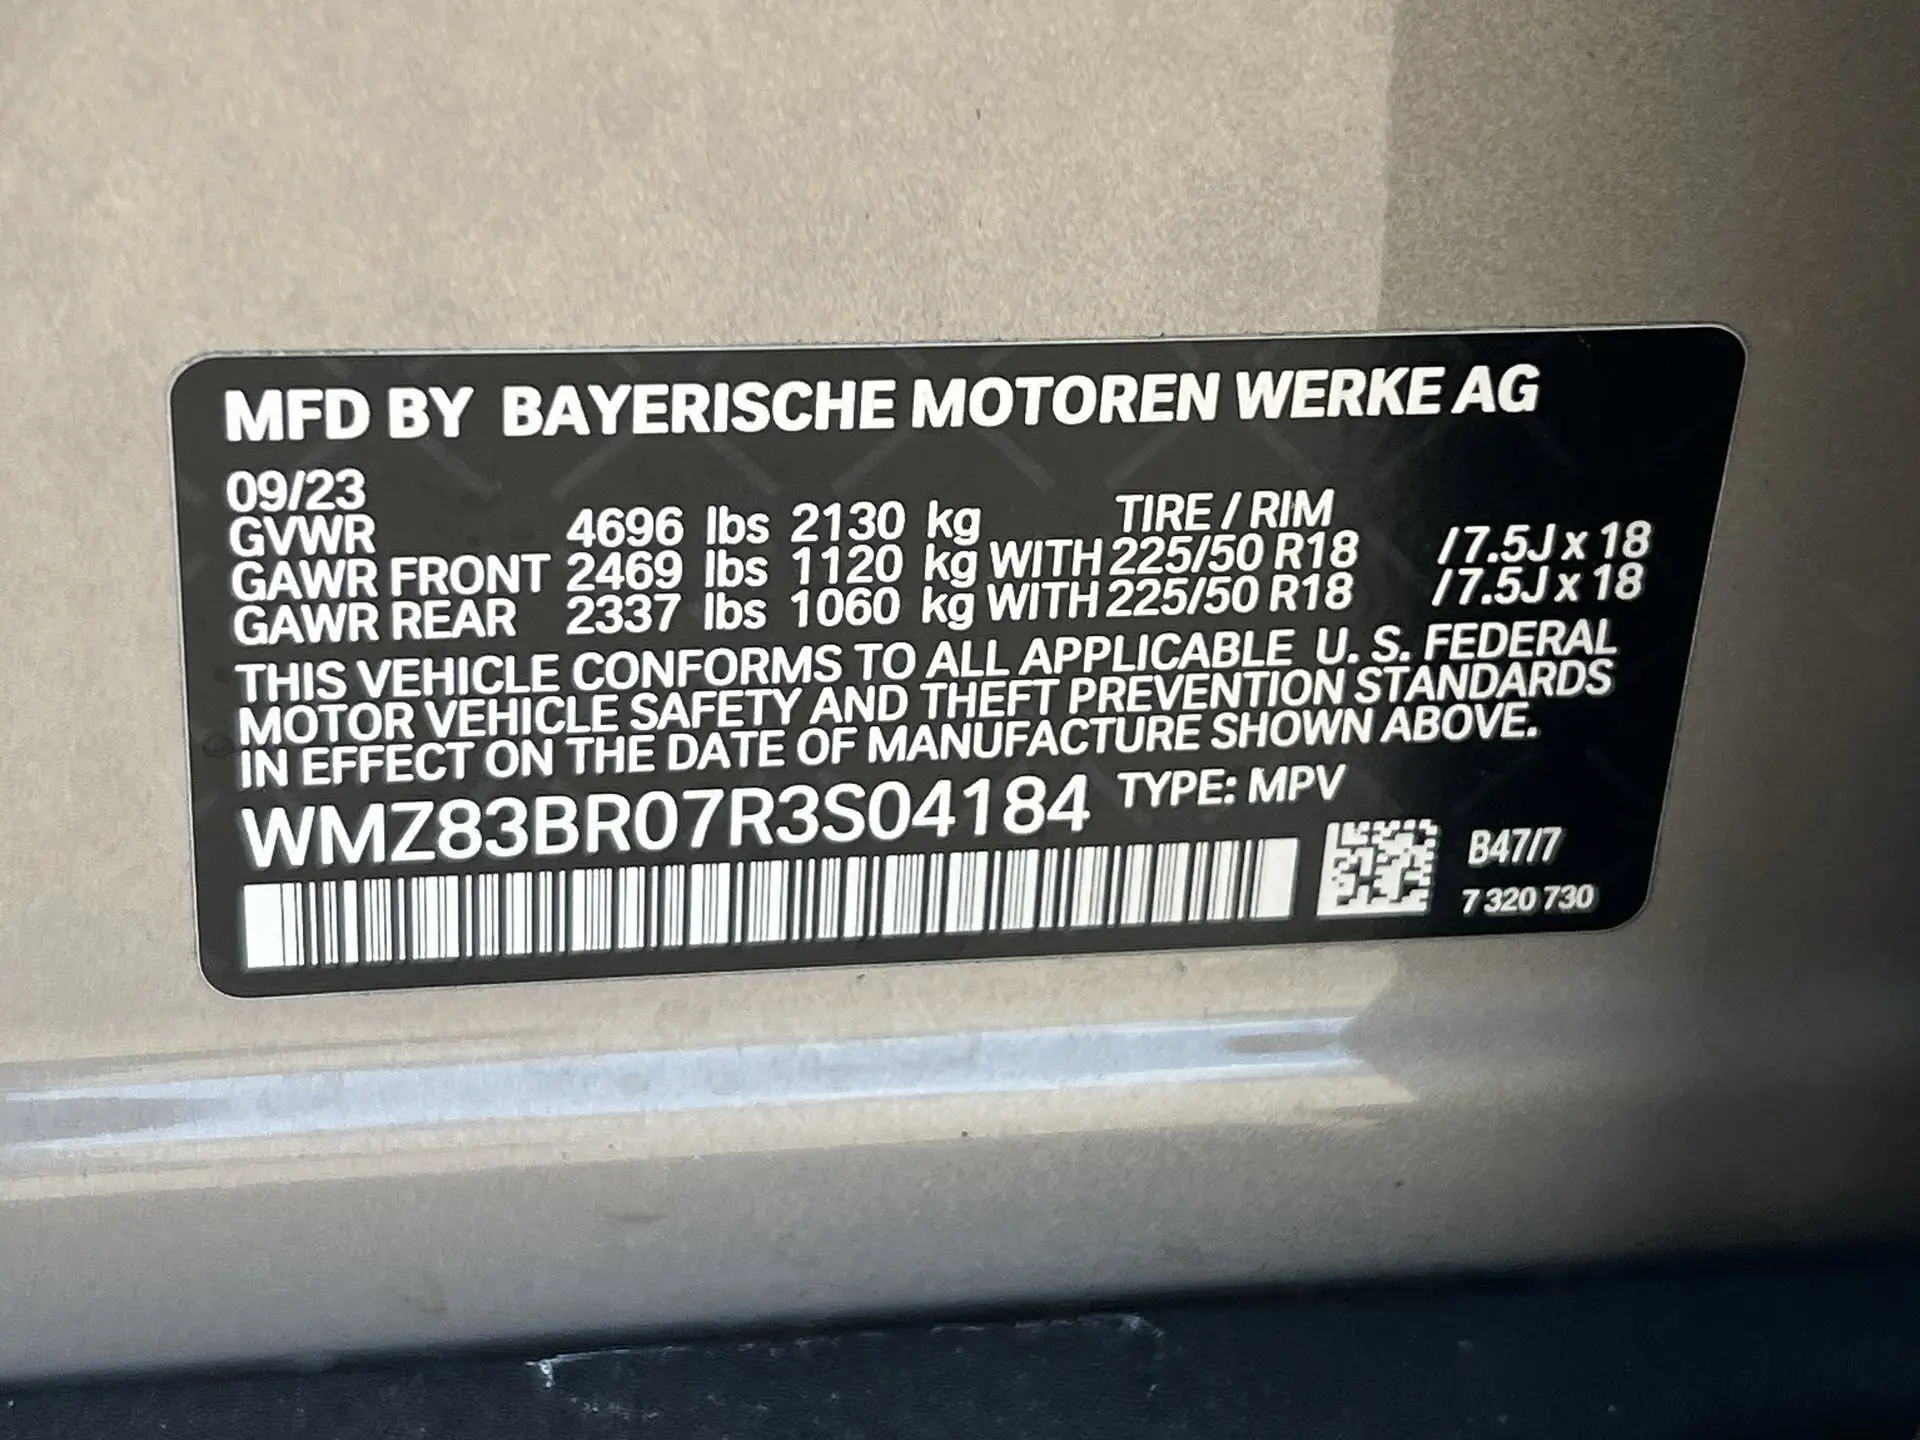 MFD BY BAYERISCHE MOTOREN WERKE AG
09/23
TIRE / RIM
GVWR 4696 lbs 2130 kg
GAWR FRONT 2469 lbs 1120 kg WITH 225/50 R18 /7.5J x 18
GAWR REAR 2337 lbs 1060 kg WITH 225/50 R18 /7.5J x 18
THIS VEHICLE CONFORMS TO ALL APPLICABLE U. S. FEDERAL
MOTOR VEHICLE SAFETY AND THEFT PREVENTION STANDARDS
IN EFFECT ON THE DATE OF MANUFACTURE SHOWN ABOVE.
WMZ83BR07R3S04184 TYPE: MPV
B47/7
7 320 730